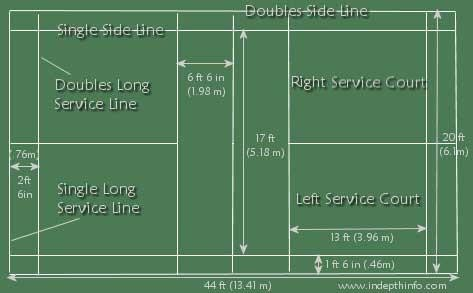 Doubles Side Line
Single Side Line
6 ft 6 in
(1.98 m)
Doubles Long
Service Line
Right Service Court
17 ft
(5.18 m)
20 ft
(6.1m)
(.76m)
2ft
6in
Single Long
Service Line
Left Service Court
13 ft (3.96 m)
1 ft 6 in (.46m)
44 ft (13.41 m)
www.indepthinfo.com